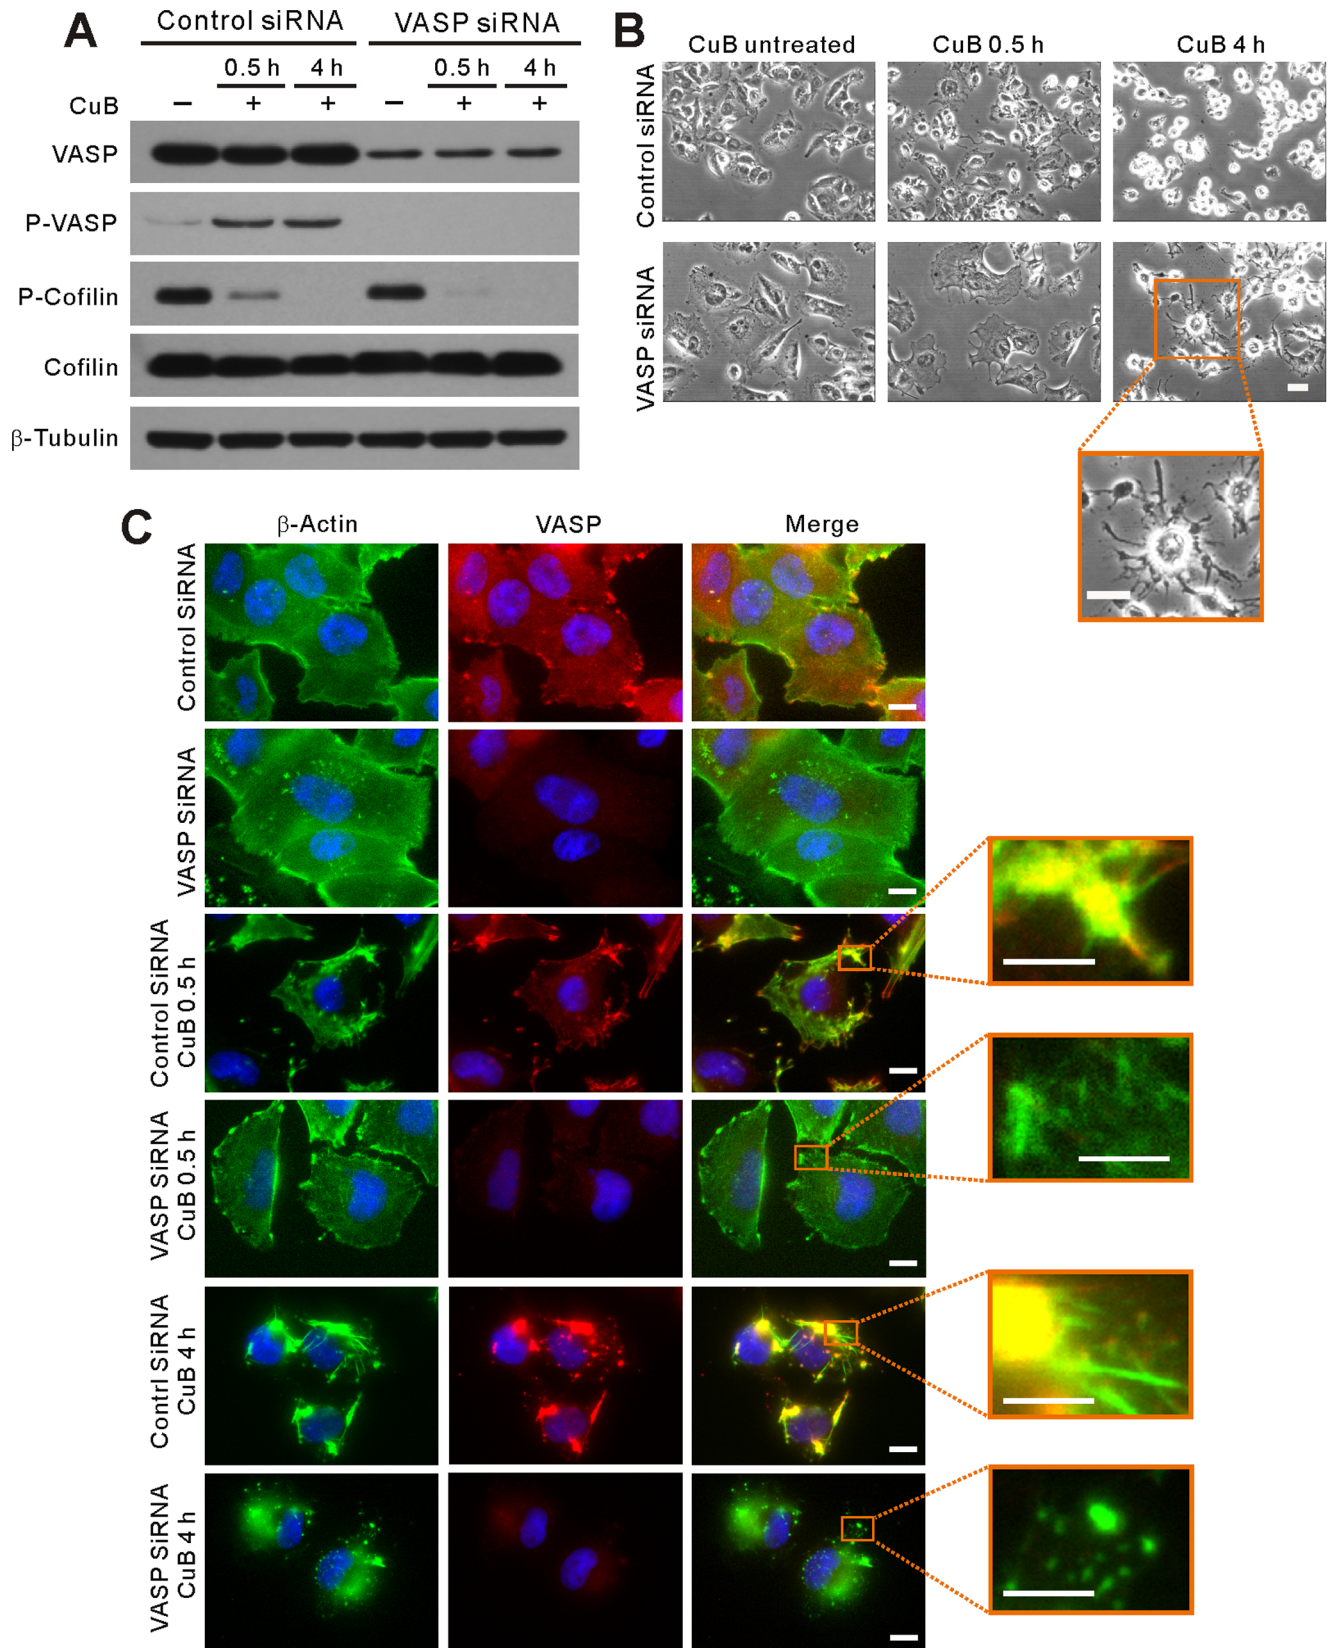 A
Control siRNA
VASP siRNA
0.5 h
4 h
0.5 h
4 h
CuB
−
+
+
−
+
+
VASP
P-VASP
P-Cofilin
Cofilin
β-Tubulin
B
CuB untreated
CuB 0.5 h
CuB 4 h
Control siRNA
VASP siRNA
C
β-Actin
VASP
Merge
Control SiRNA
VASP SiRNA
Control SiRNA
CuB 0.5 h
VASP SiRNA
CuB 0.5 h
Contrl SiRNA
CuB 4 h
VASP SiRNA
CuB 4 h